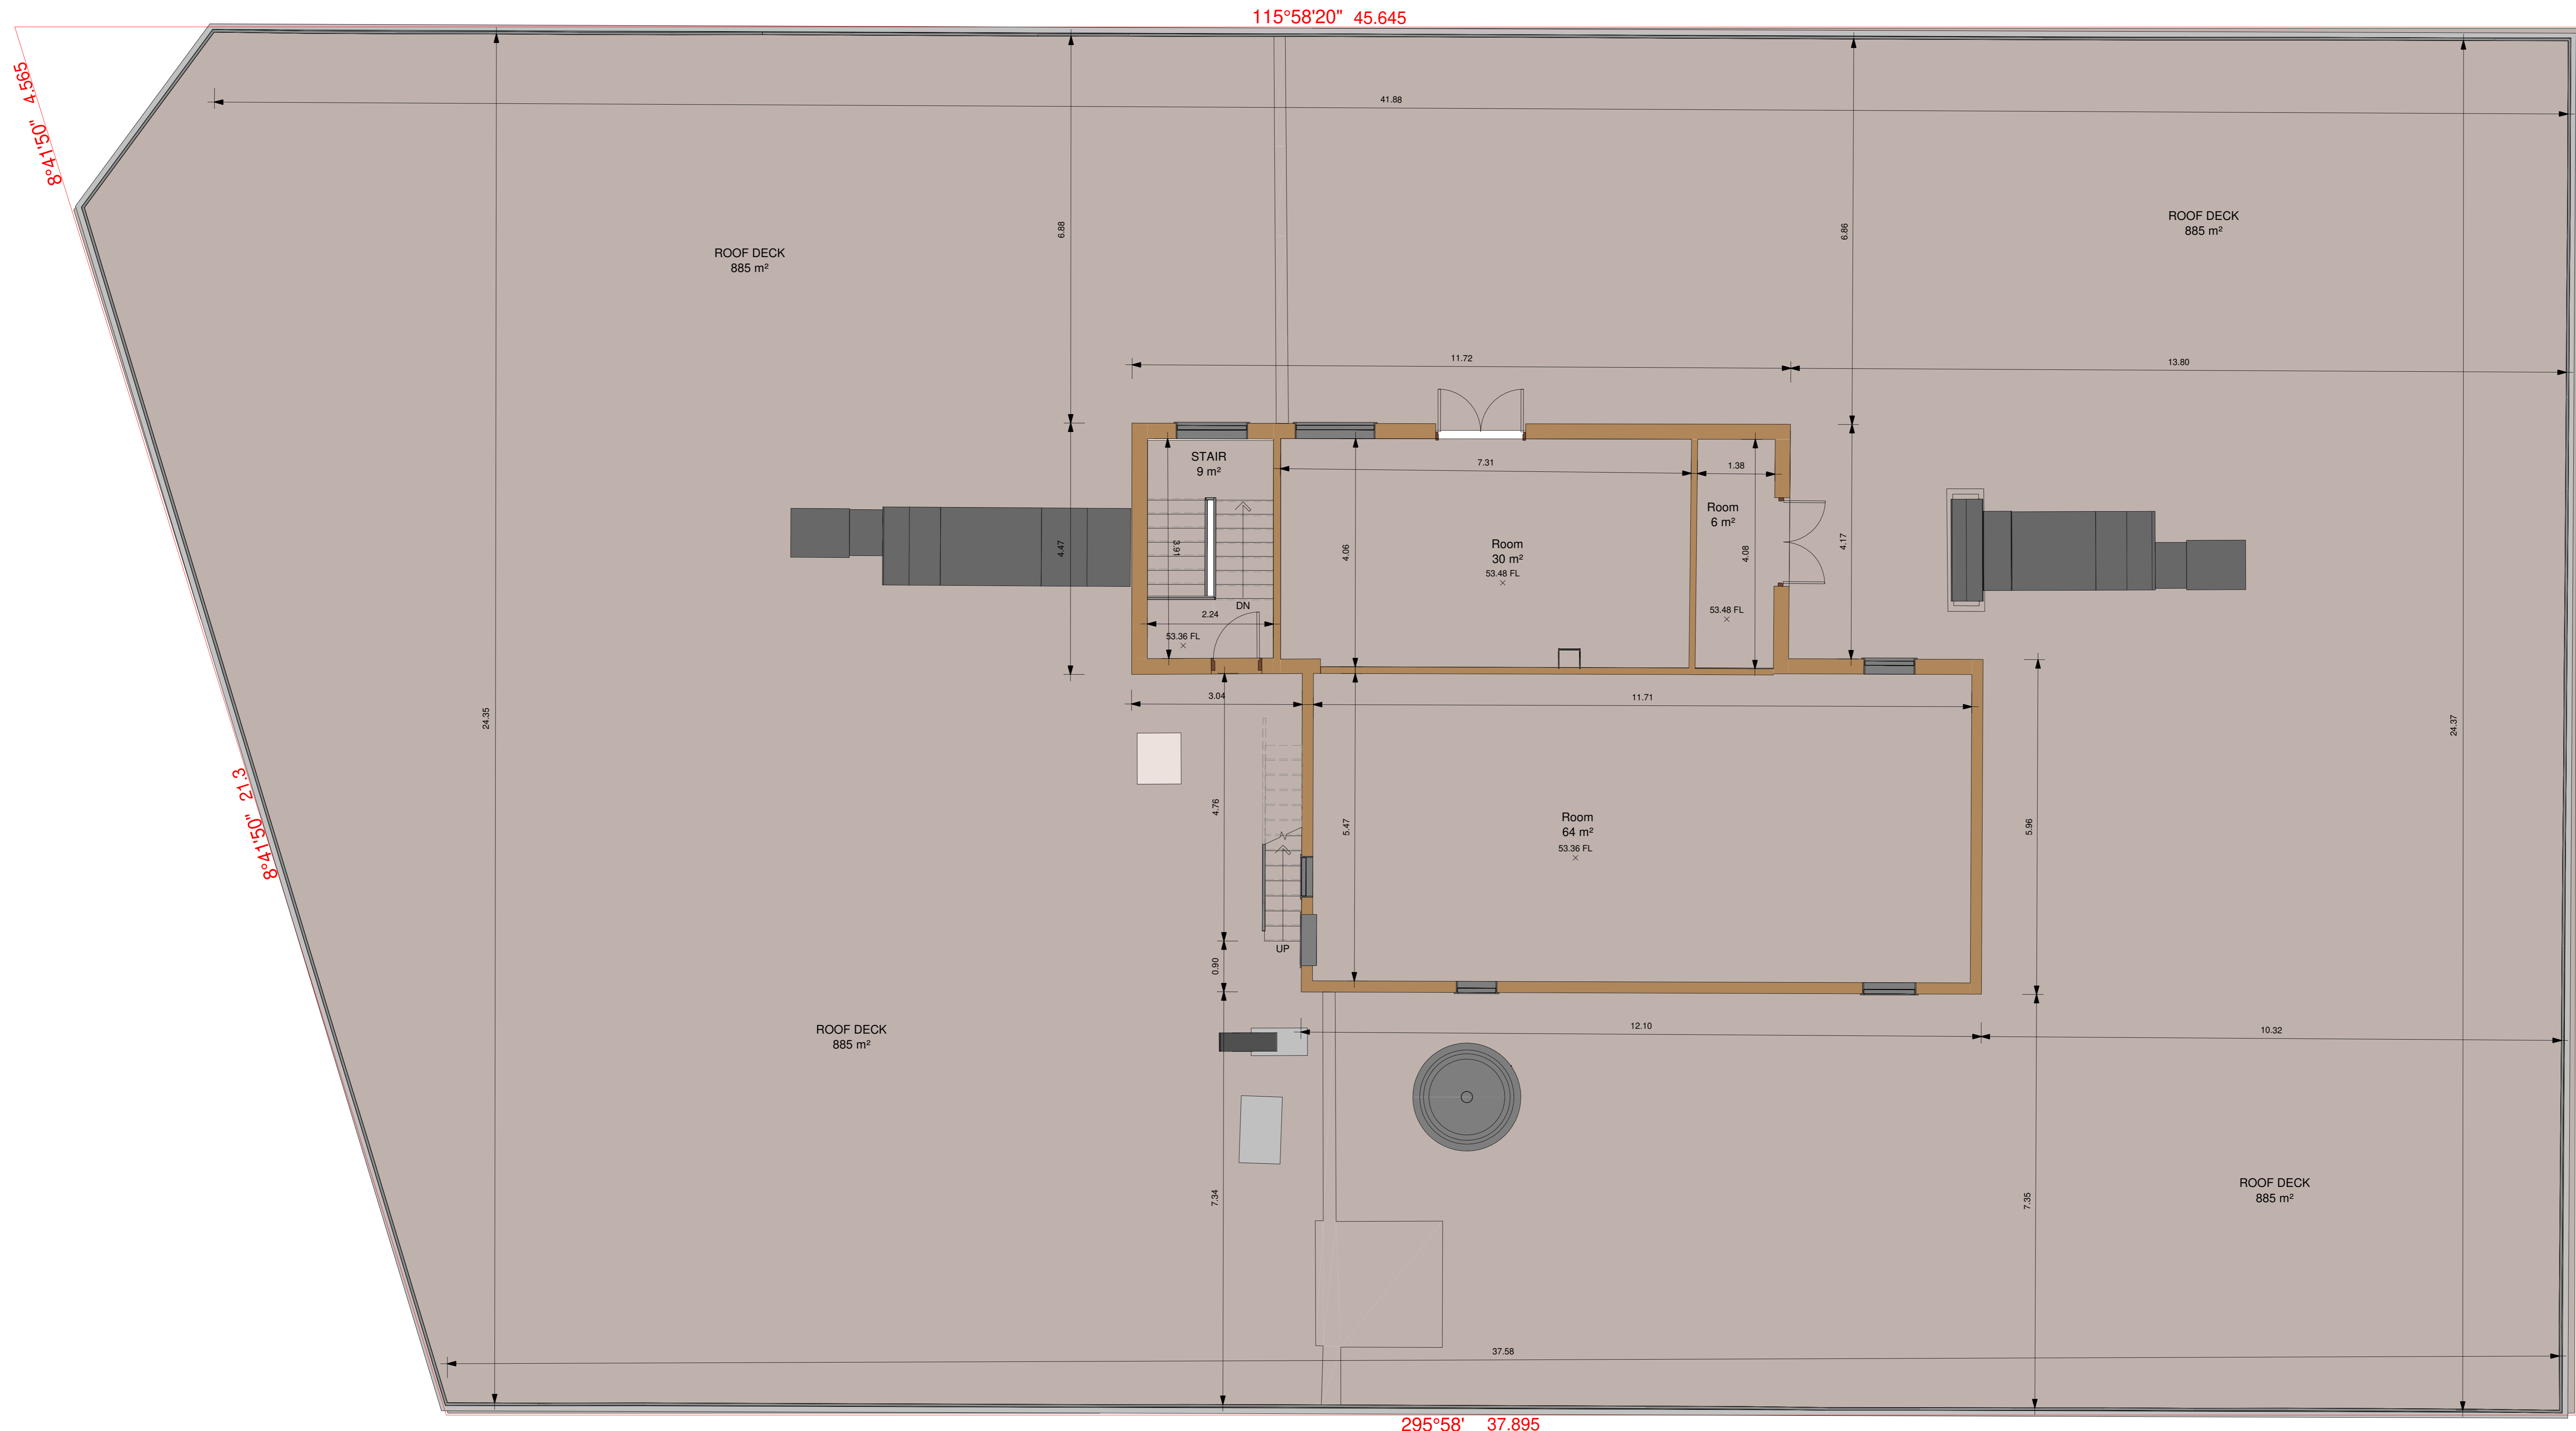 115°58'20" 45.645
8°41'50" 4.565
41.88
6.88
6.86
ROOF DECK
885 m²
ROOF DECK
885 m²
11.72
13.80
STAIR
9 m²
7.31
1.38
Room
6 m²
4.47
3.91
4.06
Room
30 m²
53.48 FL
4.08
4.17
DN
2.24
53.48 FL
53.36 FL
3.04
11.71
24.35
24.37
8°41'50" 21.3
4.76
5.47
Room
64 m²
53.36 FL
5.96
UP
0.90
ROOF DECK
885 m²
12.10
10.32
7.34
7.35
ROOF DECK
885 m²
37.58
295°58' 37.895